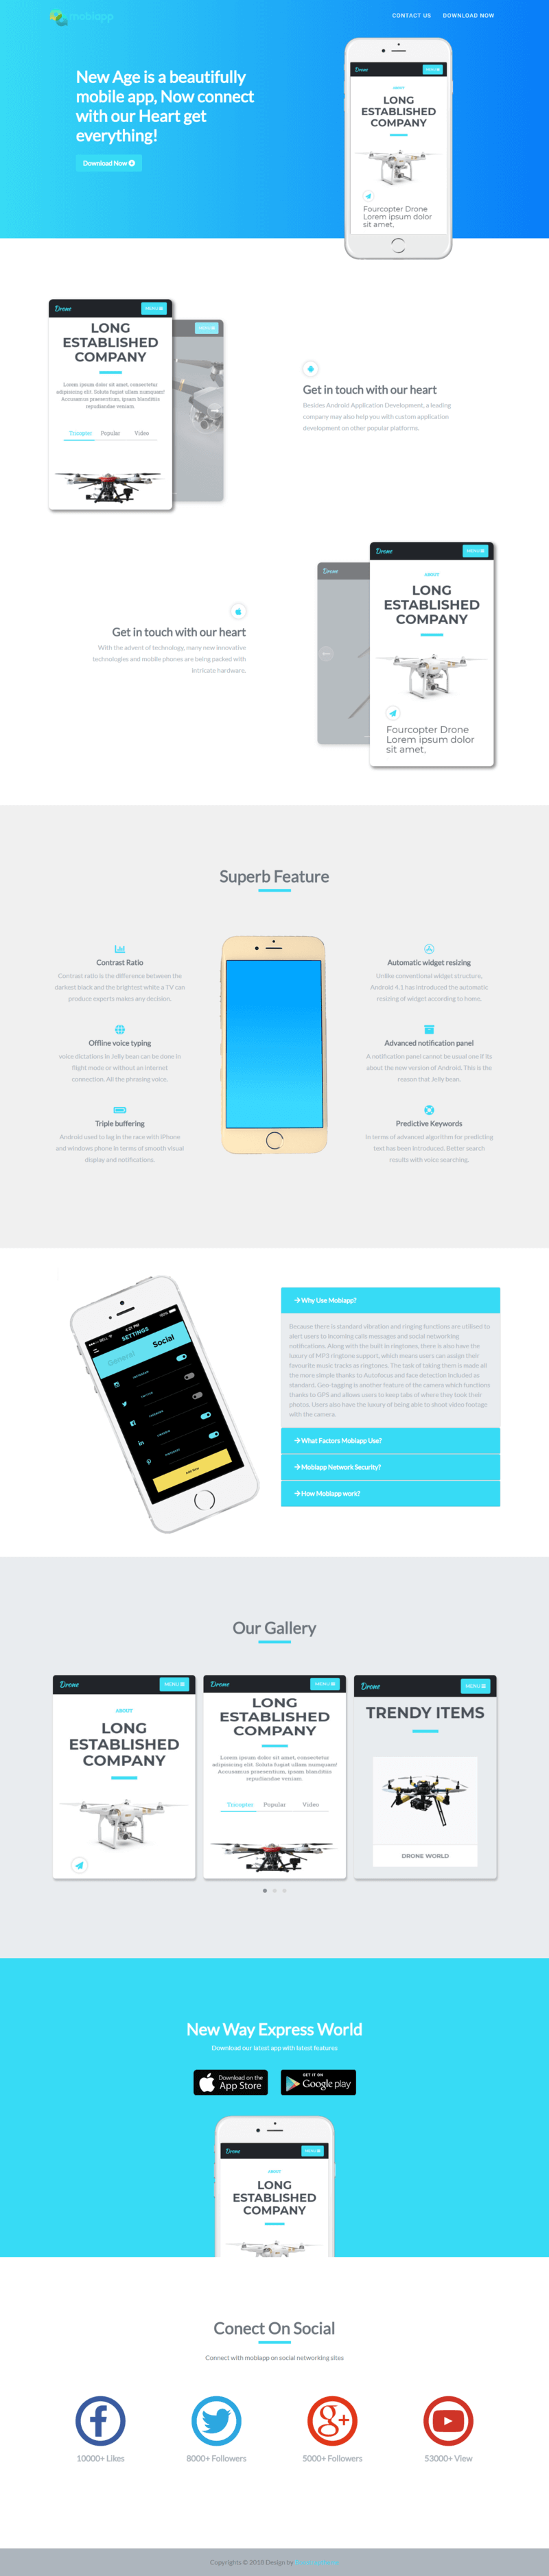 mobiapp
CONTACT US DOWNLOAD NOW
New Age is a beautifully
mobile app, Now connect
with our Heart get
everything!
Download Now
Drone MENU
ABOUT
LONG
ESTABLISHED
COMPANY
Fourcopter Drone
Lorem ipsum dolor
sit amet.
Drone MENU
LONG
ESTABLISHED
COMPANY
Lorem ipsum dolor sit amet, consectetur
adipisicing elit. Soluta fugiat ullam numquam!
Accusamus praesentium, ipsam blanditiis
repudiandae veniam.
Tricopter Popular Video
MENU
Get in touch with our heart
Besides Android Application Development, a leading
company may also help you with custom application
development on other popular platforms.
Get in touch with our heart
With the advent of technology, many new innovative
technologies and mobile phones are being packed with
intricate hardware.
Drone
Drone MENU
ABOUT
LONG
ESTABLISHED
COMPANY
Fourcopter Drone
Lorem ipsum dolor
sit amet.
Superb Feature
Contrast Ratio
Contrast ratio is the difference between the
darkest black and the brightest white a TV can
produce experts makes any decision.
Offline voice typing
voice dictations in Jelly bean can be done in
flight mode or without an Internet
connection. All the phrasing voice.
Triple buffering
Android used to lag in the race with iPhone
and windows phone in terms of smooth visual
display and notifications.
Automatic widget resizing
Unlike conventional widget structure,
Android 4.1 has introduced the automatic
resizing of widget according to home.
Advanced notification panel
A notification panel cannot be usual one if its
about the new version of Android. This is the
reason that Jelly bean.
Predictive Keywords
In terms of advanced algorithm for predicting
text has been introduced. Better search
results with voice searching.
4:21 PM
SETTINGS
General Social
Add Now
Why Use Mobiapp?
Because there is standard vibration and ringing functions are utilised to
alert users to incoming calls messages and social networking
notifications. Along with the built in ringtones, there is also have the
luxury of MP3 ringtone support, which means users can assign their
favourite music tracks as ringtones. The task of taking them is made all
the more simple thanks to Autofocus and face detection included as
standard. Geo-tagging is another feature of the camera which functions
thanks to GPS and allows users to keep tabs of where they took their
photos. Users also have the luxury of being able to shoot video footage
with the camera.
What Factors Mobiapp Use?
Mobiapp Network Security?
How Mobiapp work?
Our Gallery
Drone MENU
ABOUT
LONG
ESTABLISHED
COMPANY
Drone MENU
LONG
ESTABLISHED
COMPANY
Lorem ipsum dolor sit amet, consectetur
adipisicing elit. Soluta fugiat ullam numquam!
Accusamus praesentium, ipsam blanditiis
repudiandae veniam.
Tricopter Popular Video
Drone MENU
TRENDY ITEMS
DRONE WORLD
New Way Express World
Download our latest app with latest features
Download on the
App Store
GET IT ON
Google play
Drone MENU
ABOUT
LONG
ESTABLISHED
COMPANY
Conect On Social
Connect with mobiapp on social networking sites
10000+ Likes
8000+ Followers
5000+ Followers
53000+ View
Copyrights © 2018 Design by